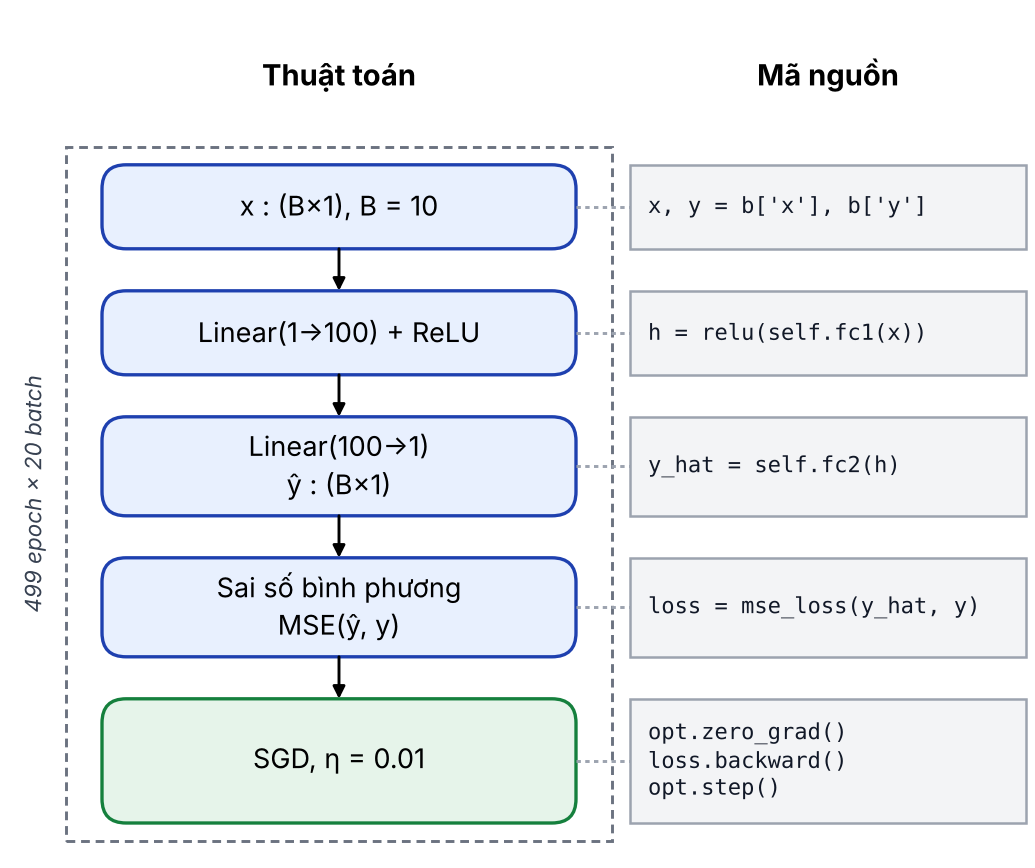 Thuật toán
Mã nguồn
499 epoch × 20 batch
x : (B×1), B = 10
x, y = b['x'], b['y']
Linear(1→100) + ReLU
h = relu(self.fc1(x))
Linear(100→1)
ŷ : (B×1)
y_hat = self.fc2(h)
Sai số bình phương
MSE(ŷ, y)
loss = mse_loss(y_hat, y)
SGD, η = 0.01
opt.zero_grad()
loss.backward()
opt.step()